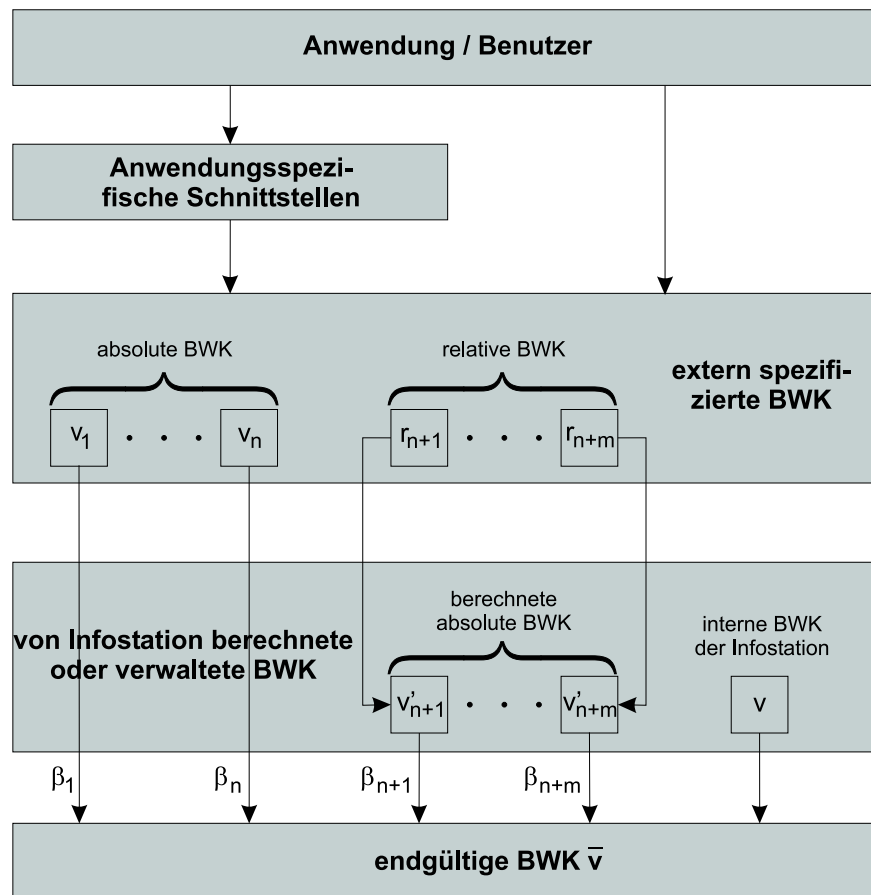 Anwendung / Benutzer
Anwendungsspezi-
fische Schnittstellen
absolute BWK
relative BWK
extern spezifi-
zierte BWK
v₁ · · · vₙ
rₙ₊₁ · · · rₙ₊ₘ
von Infostation berechnete
oder verwaltete BWK
berechnete
absolute BWK
interne BWK
der Infostation
v'ₙ₊₁ · · · v'ₙ₊ₘ
v
β₁
βₙ
βₙ₊₁
βₙ₊ₘ
endgültige BWK v̅